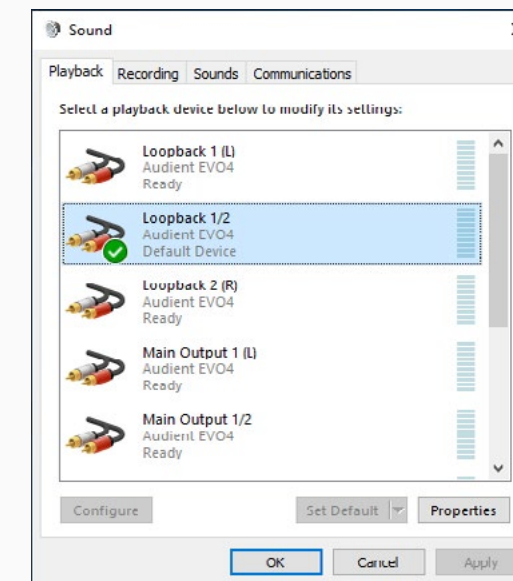 Sound
Playback Recording Sounds Communications
Select a playback device below to modify its settings:
Loopback 1 (L)
Audient EVO4
Ready
Loopback 1/2
Audient EVO4
Default Device
Loopback 2 (R)
Audient EVO4
Ready
Main Output 1 (L)
Audient EVO4
Ready
Main Output 1/2
Audient EVO4
Ready
Configure Set Default Properties
OK Cancel Apply